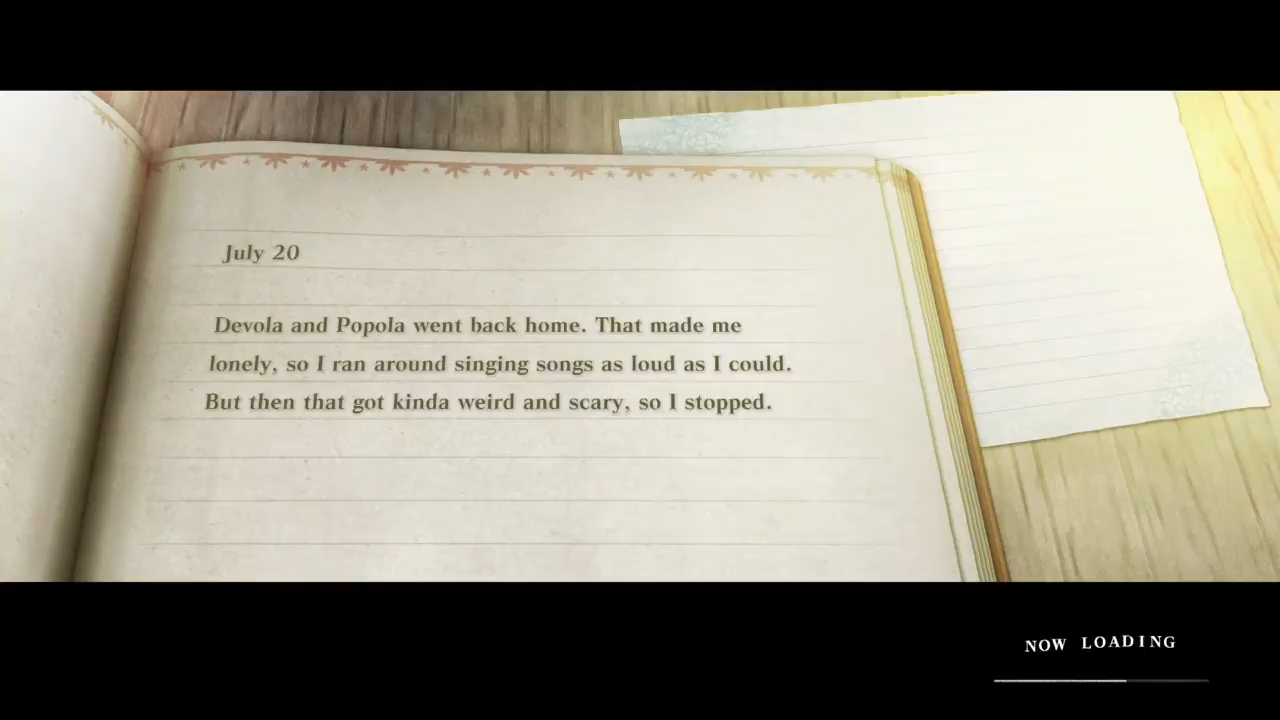 July 20
Devola and Popola went back home. That made me
lonely, so I ran around singing songs as loud as I could.
But then that got kinda weird and scary, so I stopped.
NOW LOADING